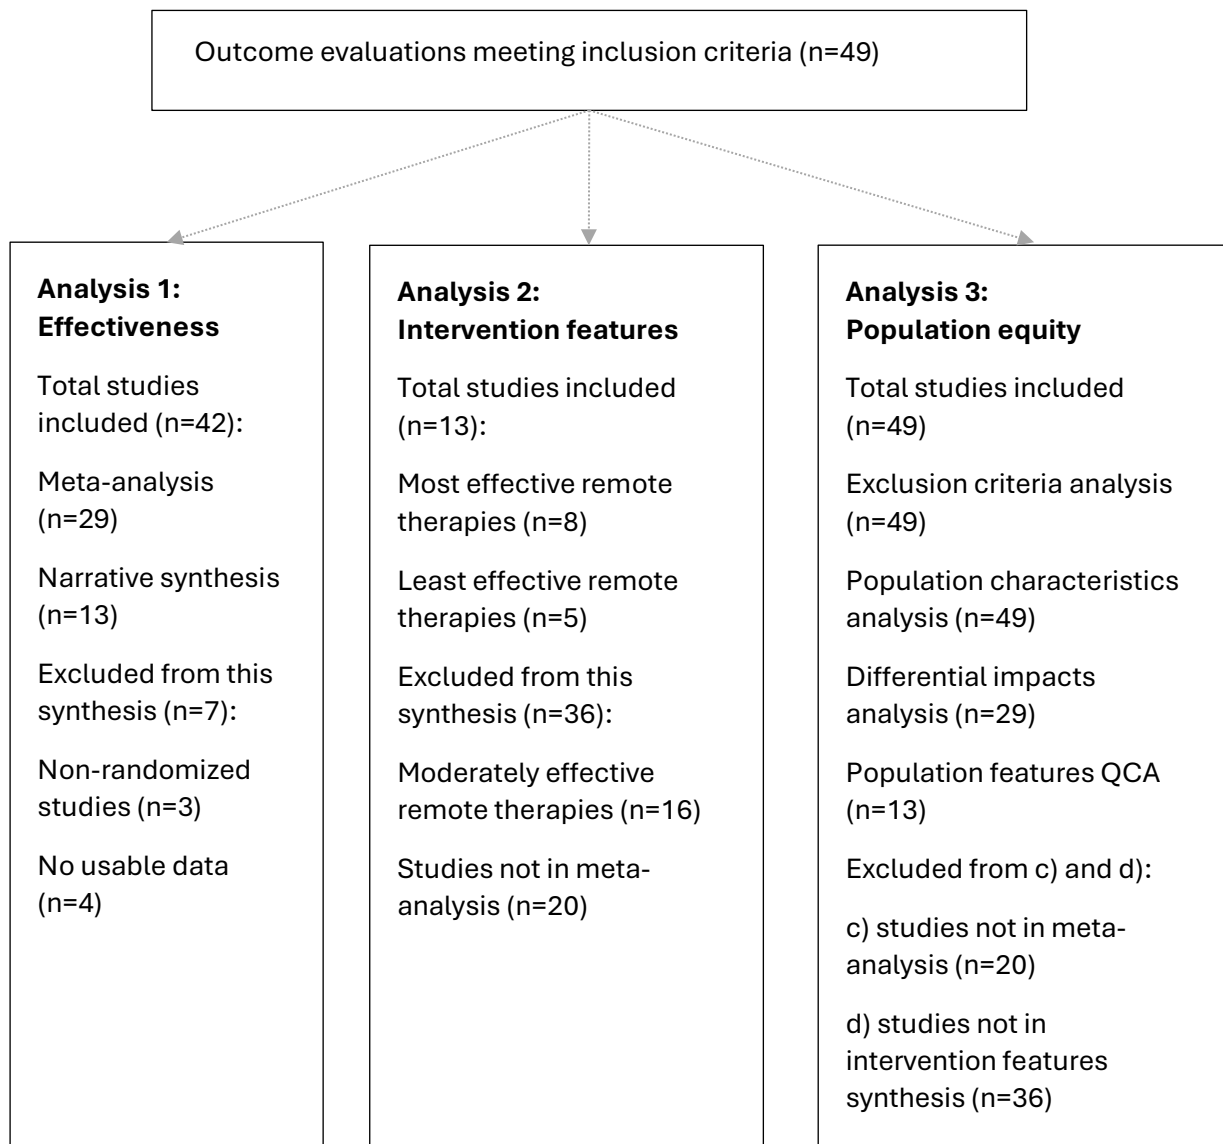 Outcome evaluations meeting inclusion criteria (n=49)
Analysis 1:
Effectiveness
Total studies
included (n=42):
Meta-analysis
(n=29)
Narrative synthesis
(n=13)
Excluded from this
synthesis (n=7):
Non-randomized
studies (n=3)
No usable data
(n=4)
Analysis 2:
Intervention features
Total studies included
(n=13):
Most effective remote
therapies (n=8)
Least effective remote
therapies (n=5)
Excluded from this
synthesis (n=36):
Moderately effective
remote therapies (n=16)
Studies not in meta-
analysis (n=20)
Analysis 3:
Population equity
Total studies included
(n=49)
Exclusion criteria analysis
(n=49)
Population characteristics
analysis (n=49)
Differential impacts
analysis (n=29)
Population features QCA
(n=13)
Excluded from c) and d):
c) studies not in meta-
analysis (n=20)
d) studies not in
intervention features
synthesis (n=36)